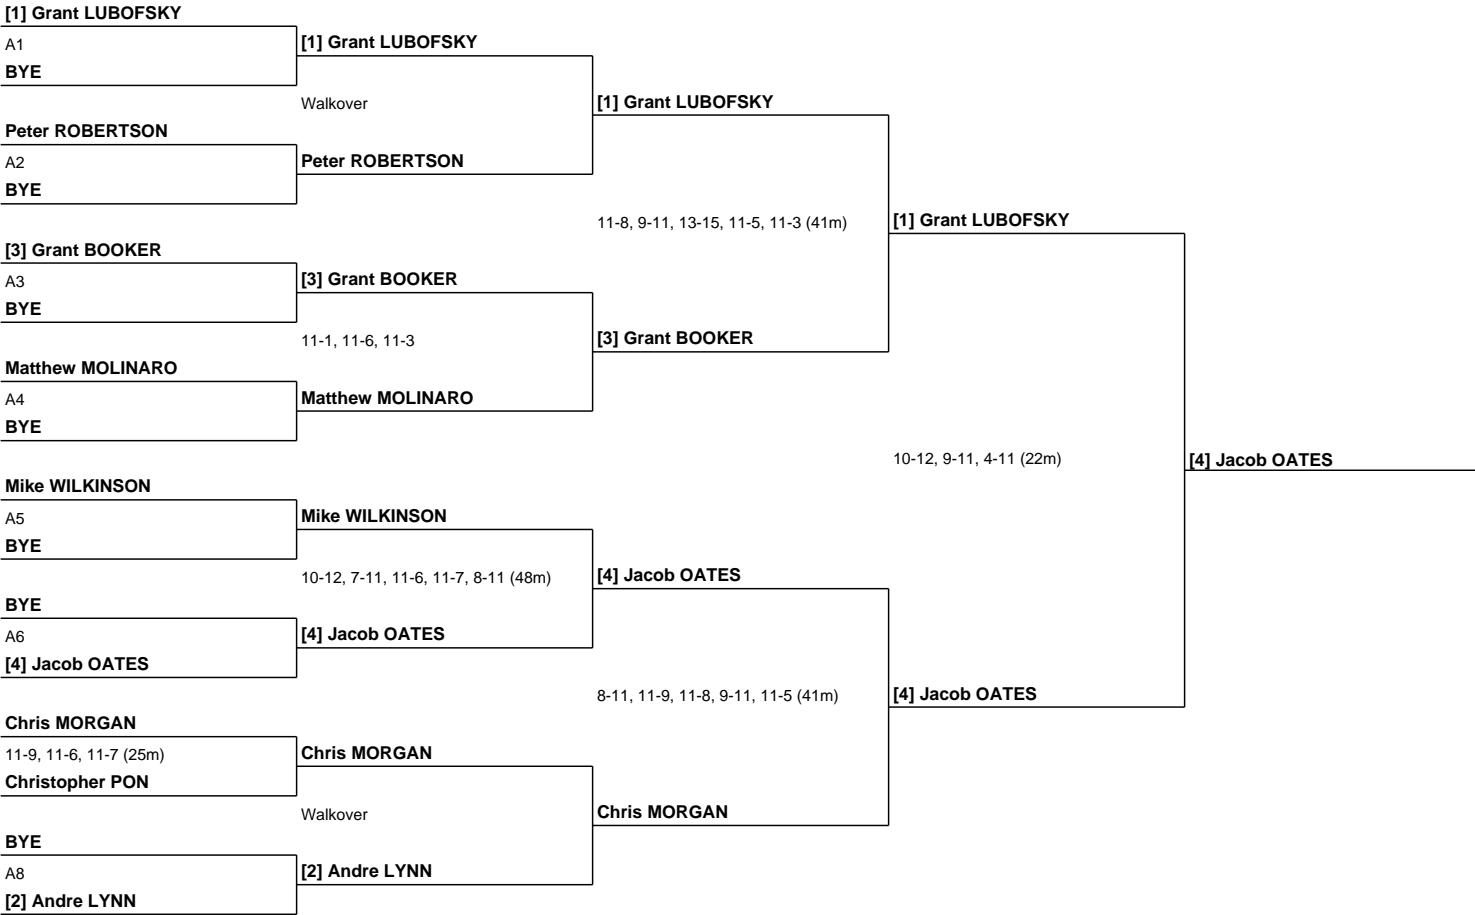 [1] Grant LUBOFSKY
A1
BYE
Peter ROBERTSON
A2
BYE
[3] Grant BOOKER
A3
BYE
Matthew MOLINARO
A4
BYE
Mike WILKINSON
A5
BYE
BYE
A6
[4] Jacob OATES
Chris MORGAN
11-9, 11-6, 11-7 (25m)
Christopher PON
BYE
A8
[2] Andre LYNN
[1] Grant LUBOFSKY
Walkover
Peter ROBERTSON
[3] Grant BOOKER
11-1, 11-6, 11-3
Matthew MOLINARO
Mike WILKINSON
10-12, 7-11, 11-6, 11-7, 8-11 (48m)
[4] Jacob OATES
Chris MORGAN
Walkover
[2] Andre LYNN
[1] Grant LUBOFSKY
11-8, 9-11, 13-15, 11-5, 11-3 (41m)
[3] Grant BOOKER
[4] Jacob OATES
8-11, 11-9, 11-8, 9-11, 11-5 (41m)
Chris MORGAN
[1] Grant LUBOFSKY
10-12, 9-11, 4-11 (22m)
[4] Jacob OATES
[4] Jacob OATES